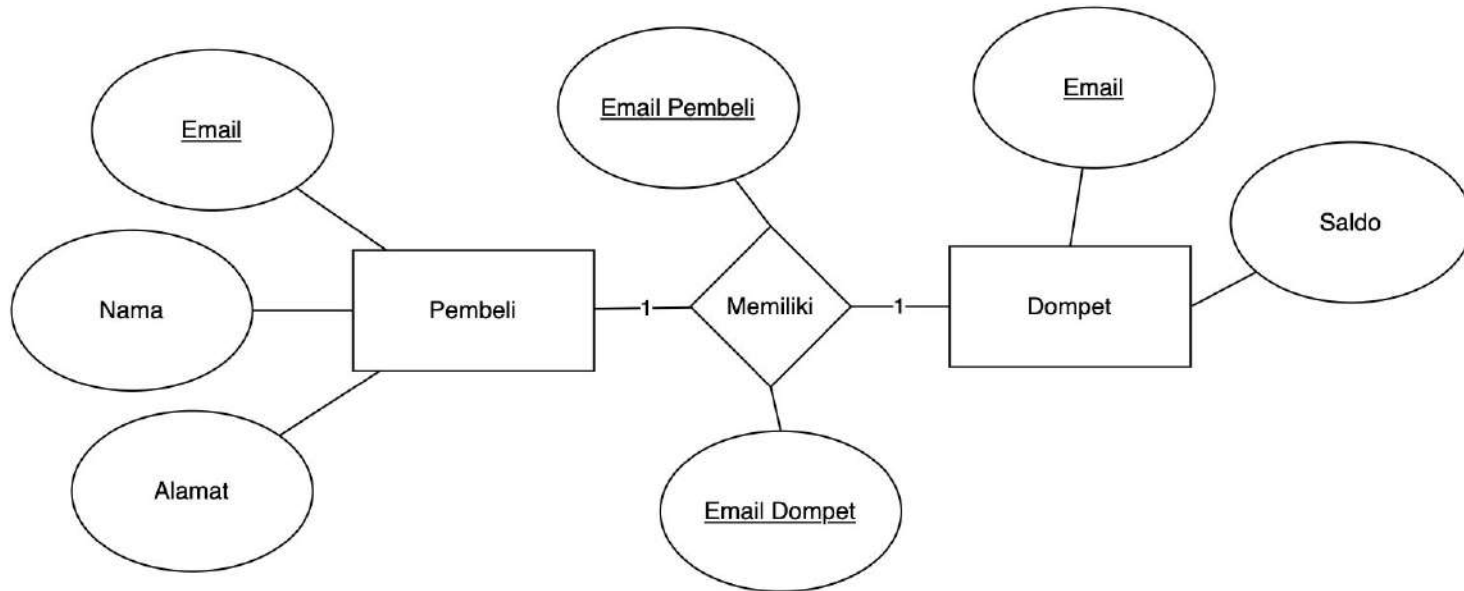 Email
Email Pembeli
Email
Saldo
Nama
Pembeli
1
Memiliki
1
Dompet
Alamat
Email Dompet